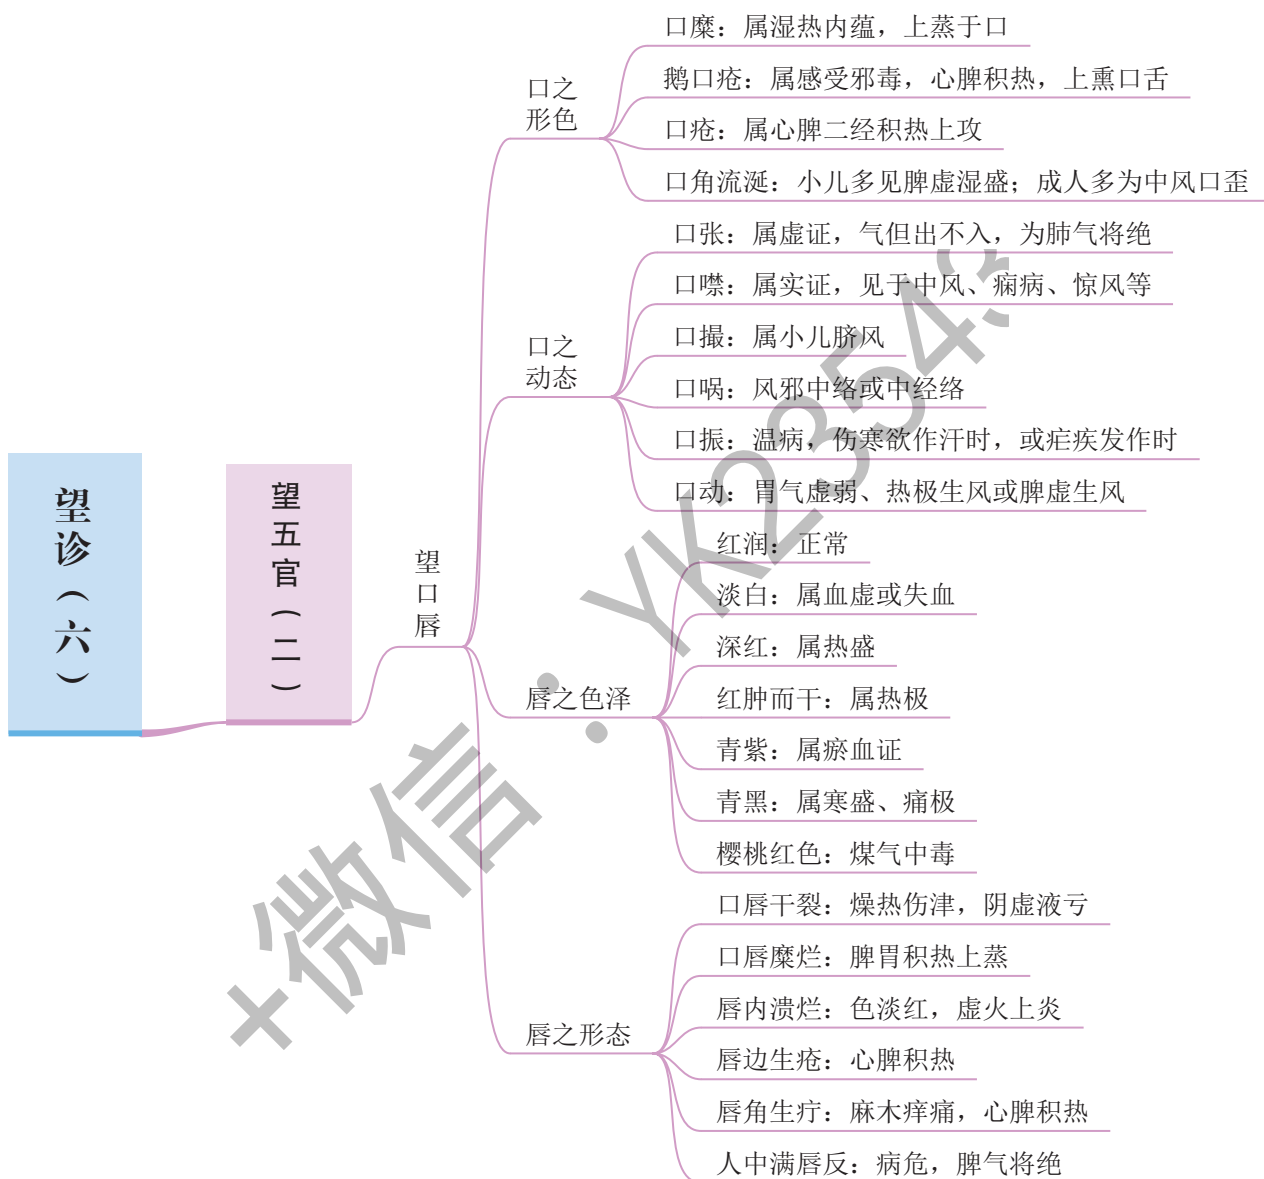 望诊（六）
望五官（二）
望口唇
口之
形色
口糜：属湿热内蕴，上蒸于口
鹅口疮：属感受邪毒，心脾积热，上熏口舌
口疮：属心脾二经积热上攻
口角流涎：小儿多见脾虚湿盛；成人多为中风口歪
口之
动态
口张：属虚证，气但出不入，为肺气将绝
口噤：属实证，见于中风、痫病、惊风等
口撮：属小儿脐风
口㖞：风邪中络或中经络
口振：温病，伤寒欲作汗时，或疟疾发作时
口动：胃气虚弱、热极生风或脾虚生风
唇之色泽
红润：正常
淡白：属血虚或失血
深红：属热盛
红肿而干：属热极
青紫：属瘀血证
青黑：属寒盛、痛极
樱桃红色：煤气中毒
唇之形态
口唇干裂：燥热伤津，阴虚液亏
口唇糜烂：脾胃积热上蒸
唇内溃烂：色淡红，虚火上炎
唇边生疮：心脾积热
唇角生疔：麻木痒痛，心脾积热
人中满唇反：病危，脾气将绝
+微信：YK2354